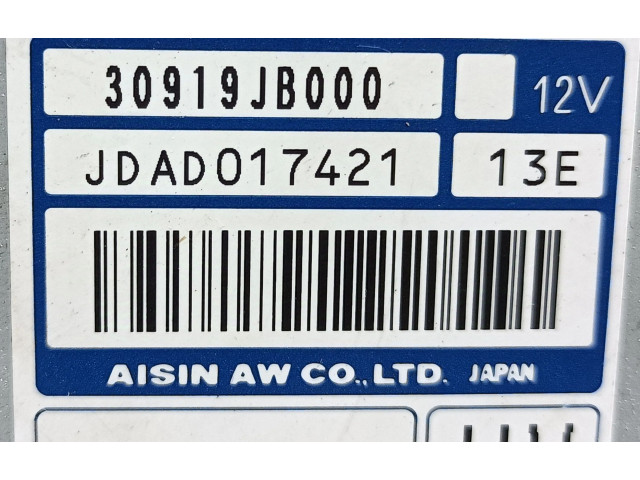 30919JB000 12V
JDAD017421 13E
AISIN AW CO., LTD. JAPAN